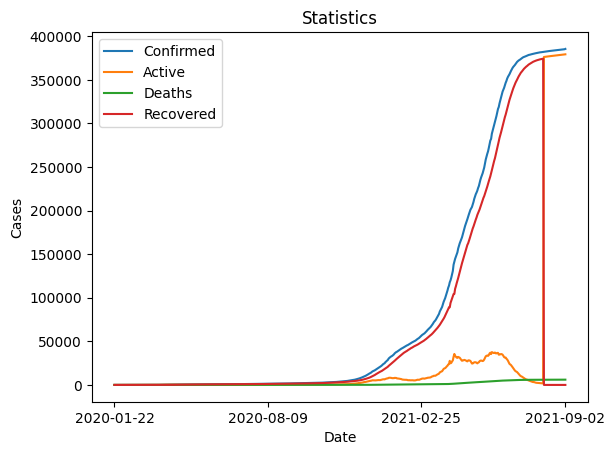 Statistics
Confirmed
Active
Deaths
Recovered
400000
350000
300000
250000
200000
150000
100000
50000
0
Cases
2020-01-22
2020-08-09
2021-02-25
2021-09-02
Date